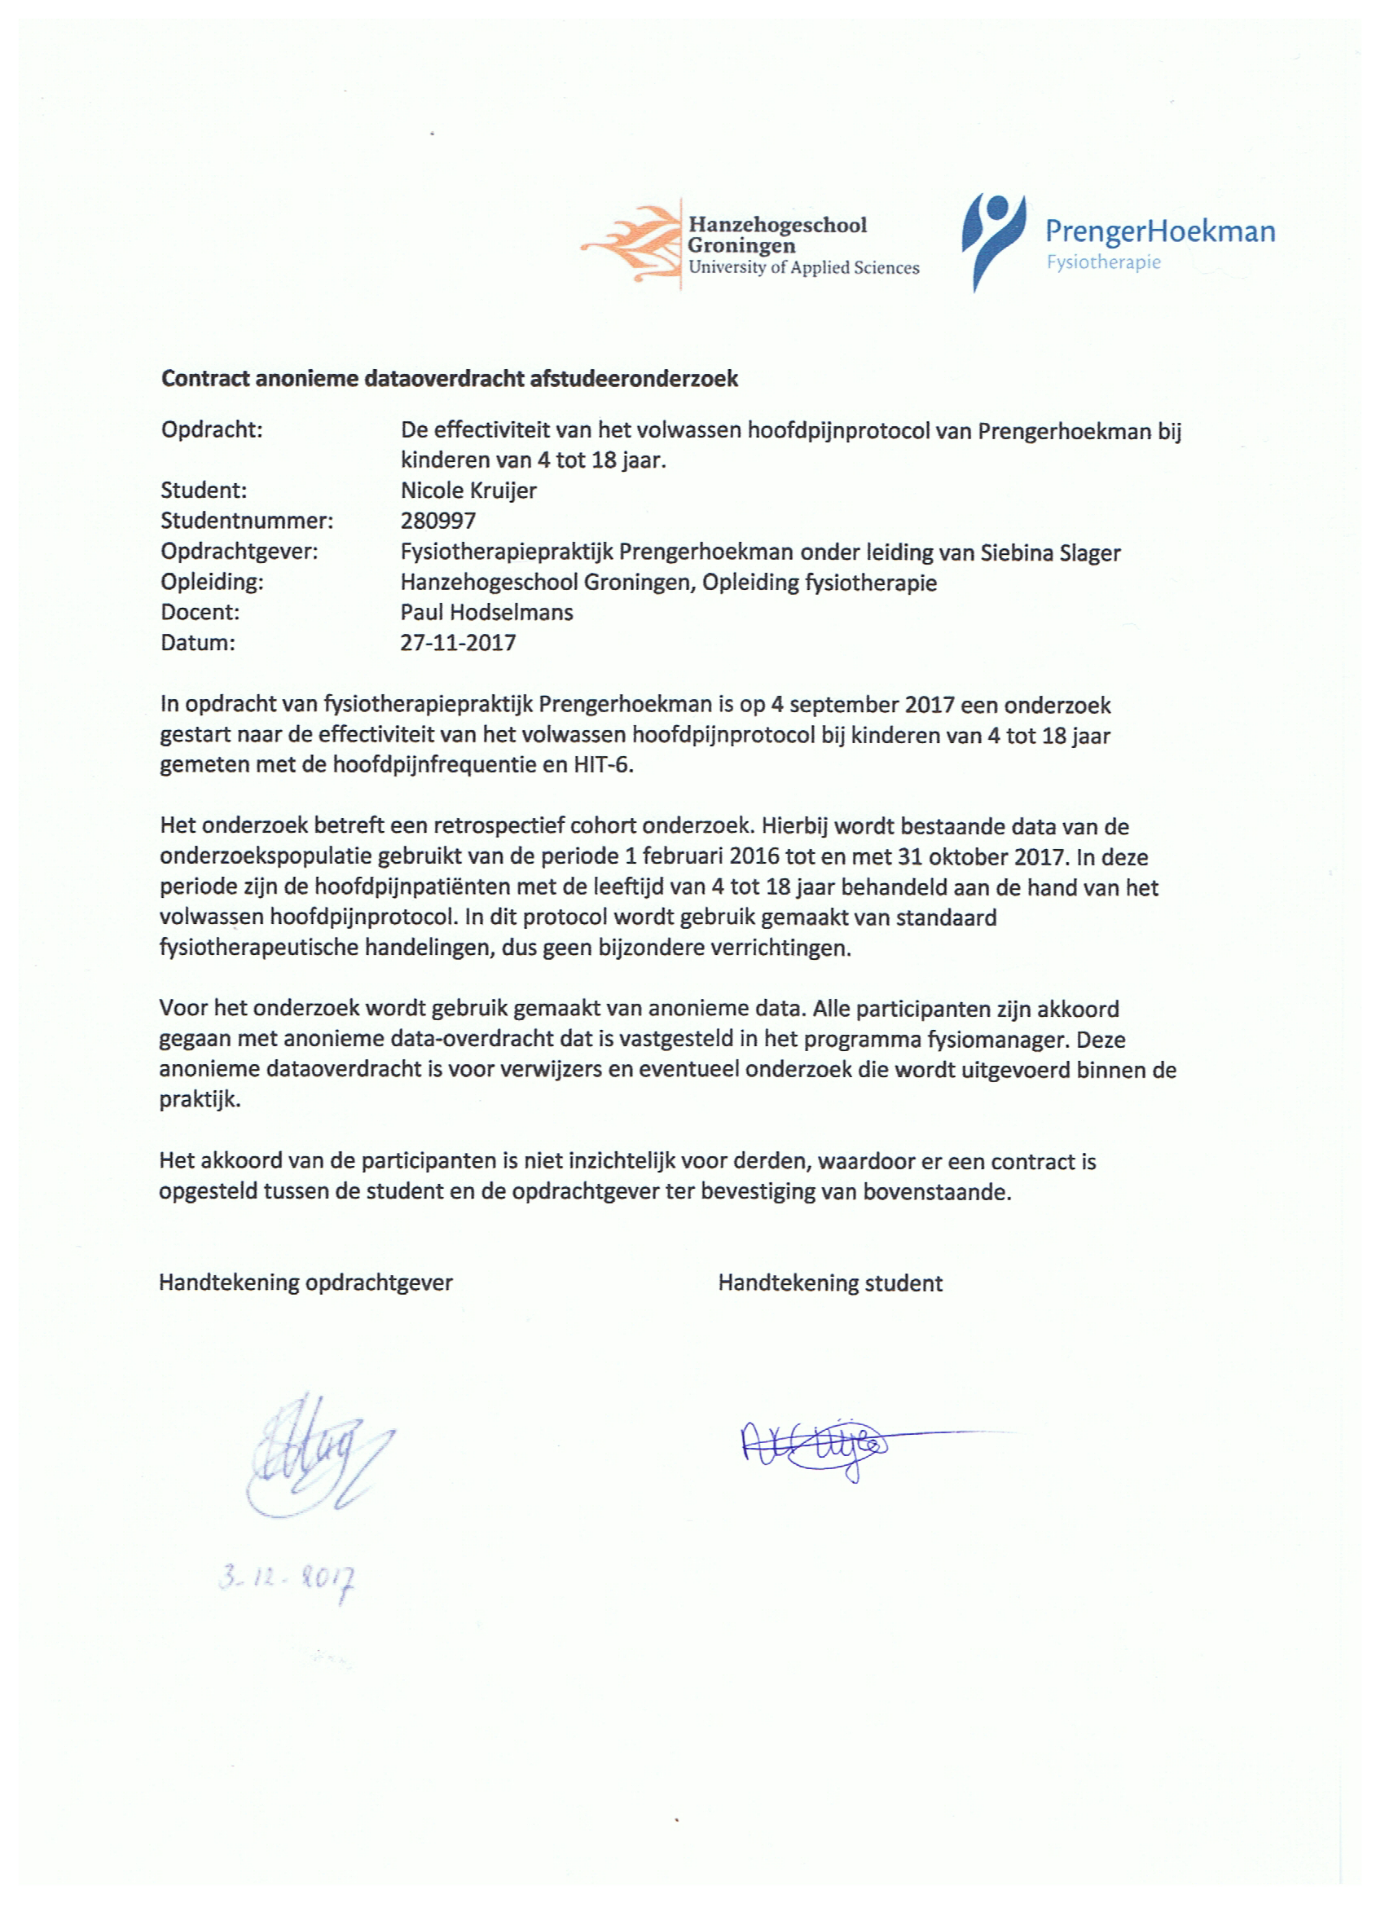 Hanzehogeschool
Groningen
University of Applied Sciences
PrengerHoekman
Fysiotherapie
Contract anonieme dataoverdracht afstudeeronderzoek
Opdracht: De effectiviteit van het volwassen hoofdpijnprotocol van Prengerhoekman bij
kinderen van 4 tot 18 jaar.
Student: Nicole Kruijer
Studentnummer: 280997
Opdrachtgever: Fysiotherapiepraktijk Prengerhoekman onder leiding van Siebina Slager
Opleiding: Hanzehogeschool Groningen, Opleiding fysiotherapie
Docent: Paul Hodselmans
Datum: 27-11-2017
In opdracht van fysiotherapiepraktijk Prengerhoekman is op 4 september 2017 een onderzoek
gestart naar de effectiviteit van het volwassen hoofdpijnprotocol bij kinderen van 4 tot 18 jaar
gemeten met de hoofdpijnfrequentie en HIT-6.
Het onderzoek betreft een retrospectief cohort onderzoek. Hierbij wordt bestaande data van de
onderzoekspopulatie gebruikt van de periode 1 februari 2016 tot en met 31 oktober 2017. In deze
periode zijn de hoofdpijnpatiënten met de leeftijd van 4 tot 18 jaar behandeld aan de hand van het
volwassen hoofdpijnprotocol. In dit protocol wordt gebruik gemaakt van standaard
fysiotherapeutische handelingen, dus geen bijzondere verrichtingen.
Voor het onderzoek wordt gebruik gemaakt van anonieme data. Alle participanten zijn akkoord
gegaan met anonieme data-overdracht dat is vastgesteld in het programma fysiomanager. Deze
anonieme dataoverdracht is voor verwijzers en eventueel onderzoek die wordt uitgevoerd binnen de
praktijk.
Het akkoord van de participanten is niet inzichtelijk voor derden, waardoor er een contract is
opgesteld tussen de student en de opdrachtgever ter bevestiging van bovenstaande.
Handtekening opdrachtgever Handtekening student
3-12-2017